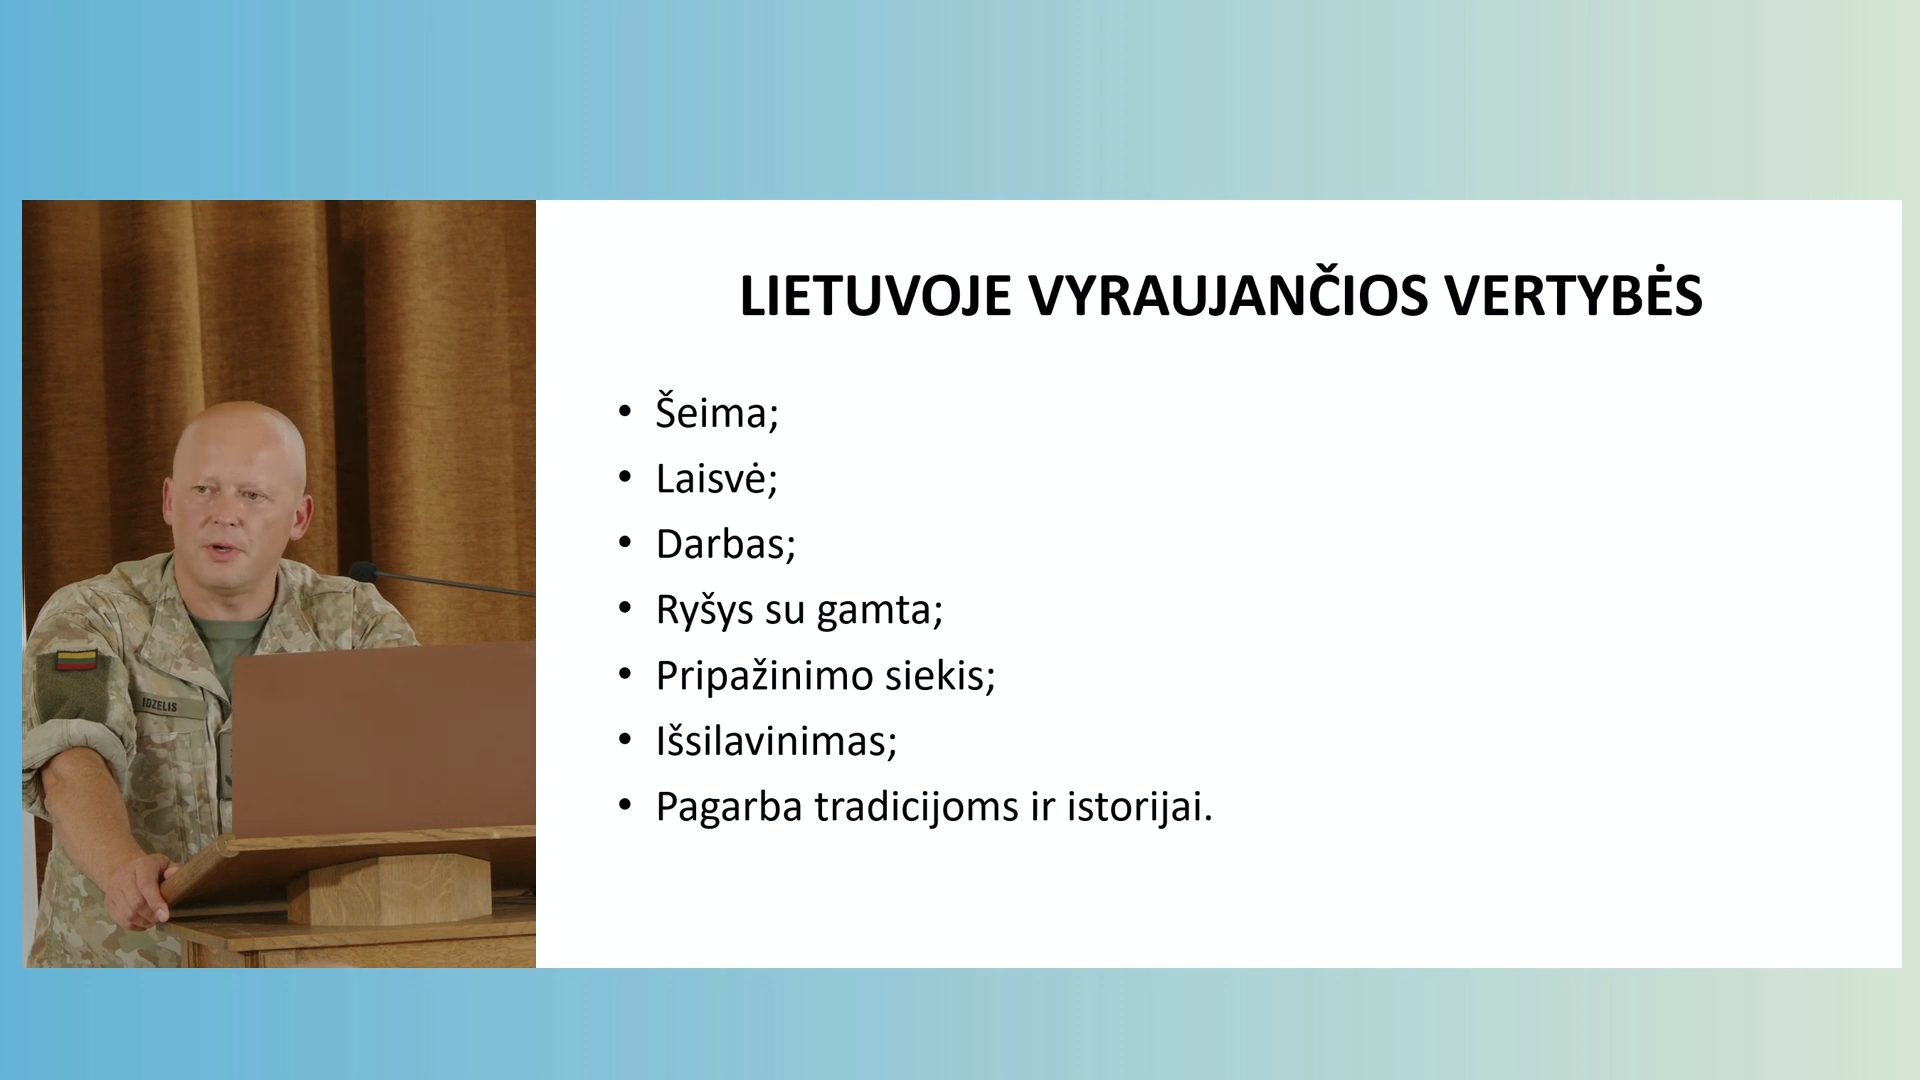 LIETUVOJE VYRAUJANČIOS VERTYBĖS
• Šeima;
• Laisvė;
• Darbas;
• Ryšys su gamta;
• Pripažinimo siekis;
• Išsilavinimas;
• Pagarba tradicijoms ir istorijai.
IDZELIS